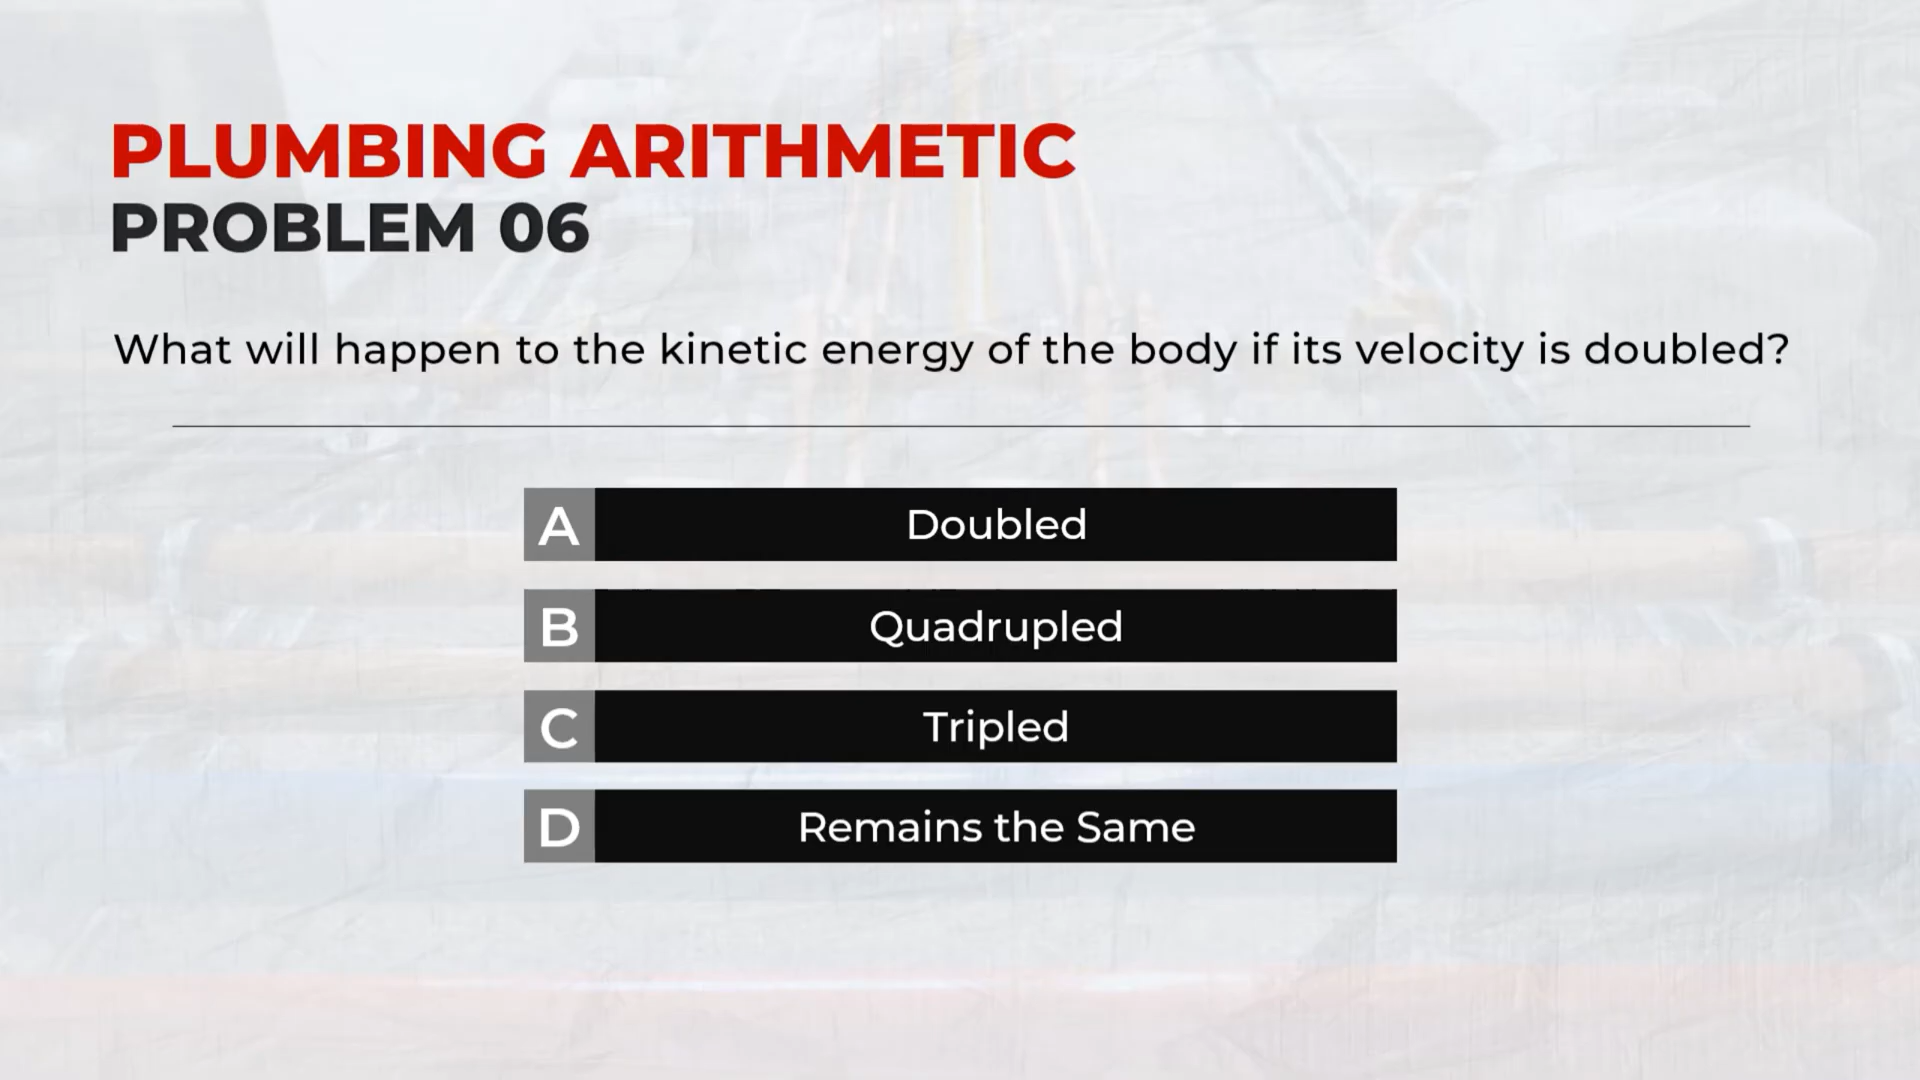 PLUMBING ARITHMETIC
PROBLEM 06
What will happen to the kinetic energy of the body if its velocity is doubled?
A Doubled
B Quadrupled
C Tripled
D Remains the Same